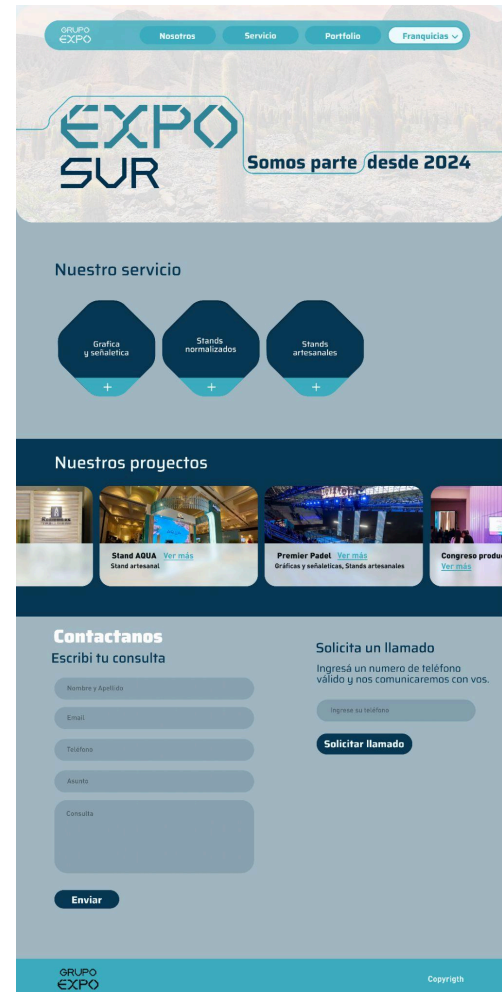 GRUPO
EXPO
Nosotros
Servicio
Portfolio
Franquicias
EXPO
SUR
Somos parte desde 2024
Nuestro servicio
Grafica
y señaletica
Stands
normalizados
Stands
artesanales
+
+
+
Nuestros proyectos
Stand AQUA Ver más
Stand artesanal
Premier Padel Ver más
Gráficas y señaleticas, Stands artesanales
Congreso produ
Ver más
Contactanos
Escribi tu consulta
Nombre y Apellido
Email
Teléfono
Asunto
Consulta
Enviar
Solicita un llamado
Ingresá un numero de teléfono
válido y nos comunicaremos con vos.
Ingrese su teléfono
Solicitar llamado
GRUPO
EXPO
Copyrigth